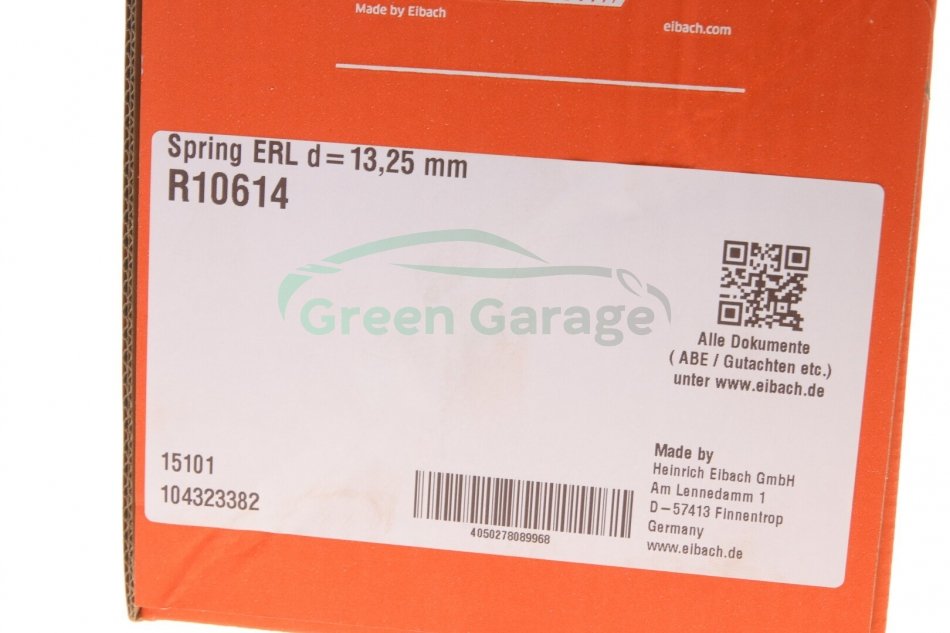 Made by Eibach
eibach.com
Spring ERL d=13,25 mm
R10614
Green Garage
Alle Dokumente
( ABE / Gutachten etc.)
unter www.eibach.de
15101
104323382
4050278089968
Made by
Heinrich Eibach GmbH
Am Lennedamm 1
D-57413 Finnentrop
Germany
www.eibach.de